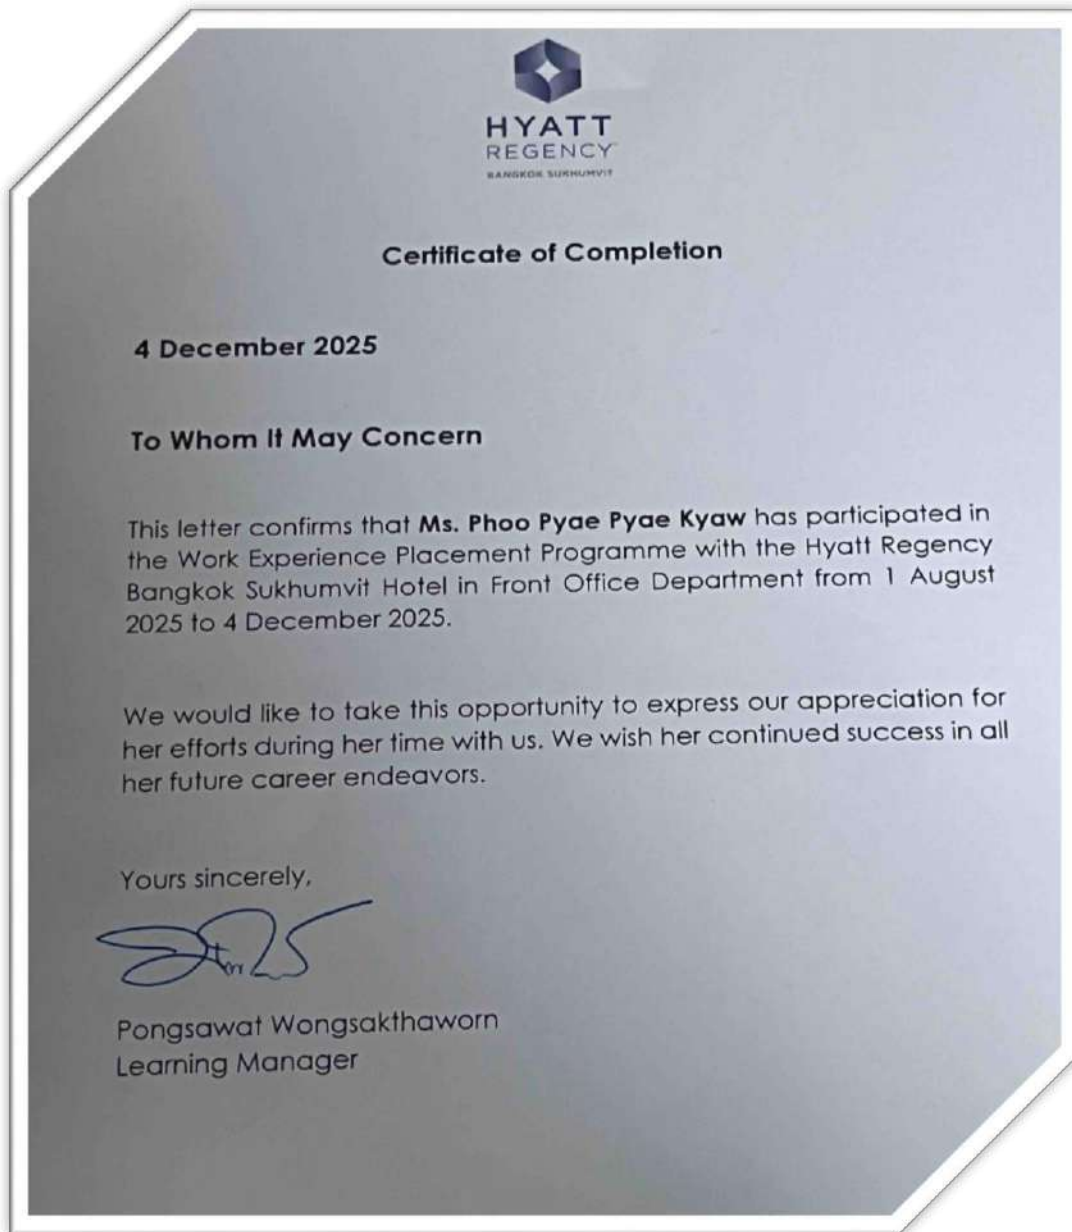 HYATT
REGENCY
BANGKOK SUKHUMVIT
Certificate of Completion
4 December 2025
To Whom It May Concern
This letter confirms that Ms. Phoo Pyae Pyae Kyaw has participated in
the Work Experience Placement Programme with the Hyatt Regency
Bangkok Sukhumvit Hotel in Front Office Department from 1 August
2025 to 4 December 2025.
We would like to take this opportunity to express our appreciation for
her efforts during her time with us. We wish her continued success in all
her future career endeavors.
Yours sincerely,
Pongsawat Wongsakthaworn
Learning Manager